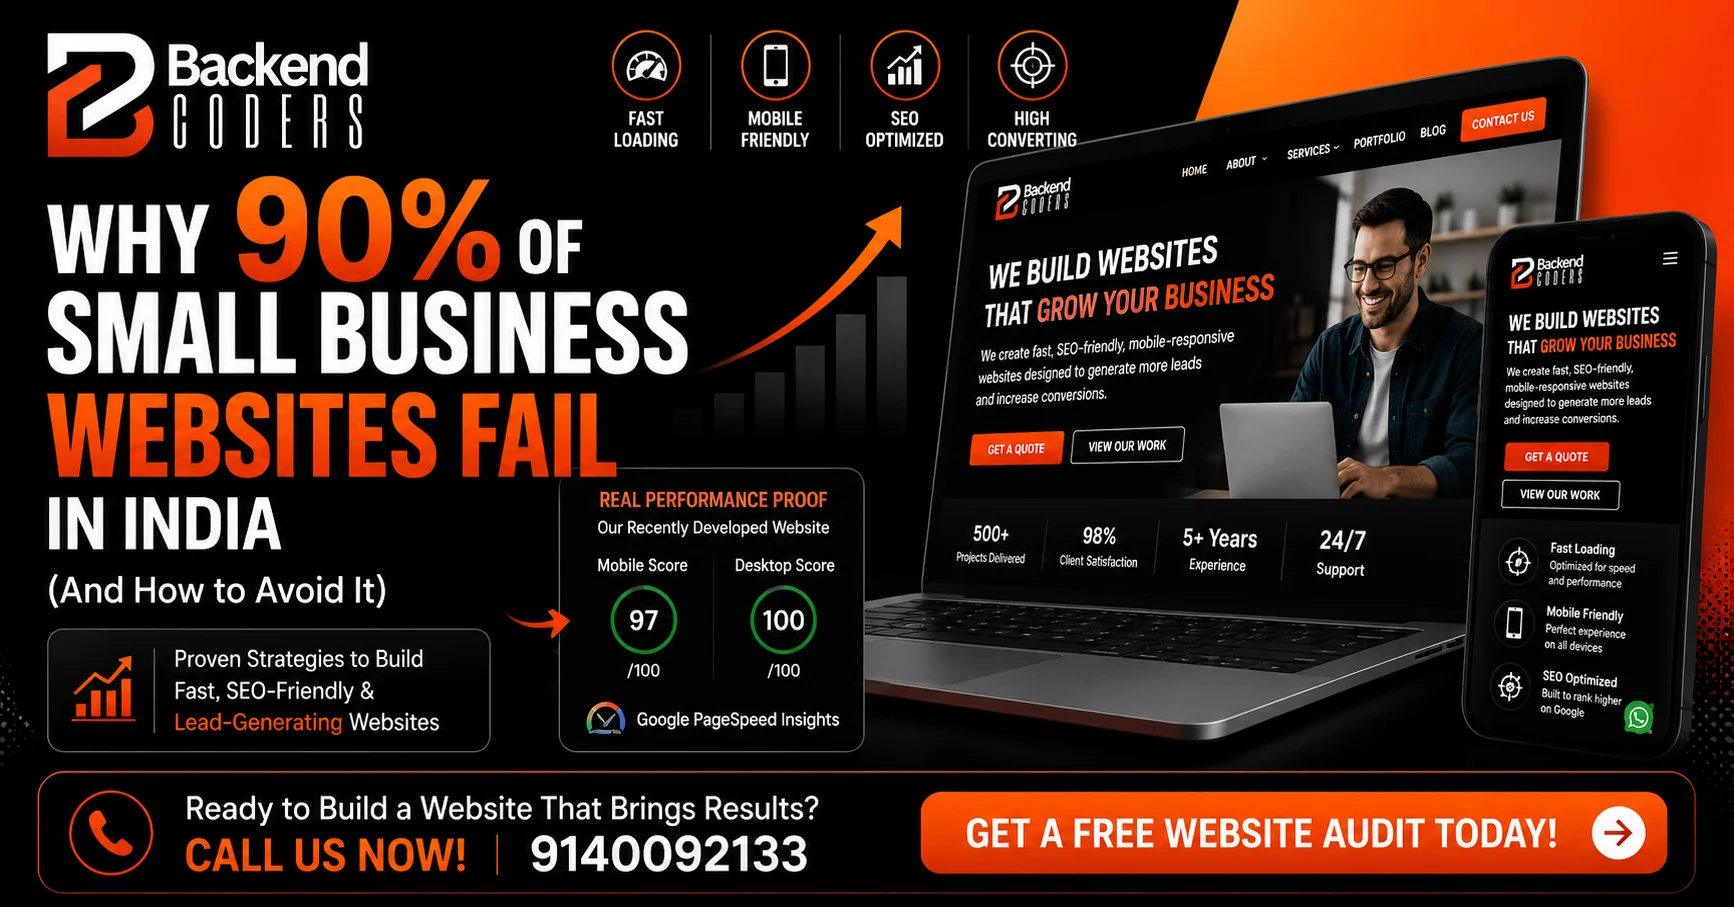 Backend
CODERS
FAST
LOADING
MOBILE
FRIENDLY
SEO
OPTIMIZED
HIGH
CONVERTING
WHY 90% OF
SMALL BUSINESS
WEBSITES FAIL
IN INDIA
(And How to Avoid It)
Proven Strategies to Build
Fast, SEO-Friendly &
Lead-Generating Websites
REAL PERFORMANCE PROOF
Our Recently Developed Website
Mobile Score
97
/100
Desktop Score
100
/100
Google PageSpeed Insights
Backend
CODERS
HOME ABOUT SERVICES PORTFOLIO BLOG CONTACT US
WE BUILD WEBSITES
THAT GROW YOUR BUSINESS
We create fast, SEO-friendly, mobile-responsive
websites designed to generate more leads
and increase conversions.
GET A QUOTE
VIEW OUR WORK
500+
Projects Delivered
98%
Client Satisfaction
5+ Years
Experience
24/7
Support
Backend
CODERS
WE BUILD WEBSITES
THAT GROW YOUR BUSINESS
We create fast, SEO-friendly,
mobile-responsive websites
designed to generate more leads
and increase conversions.
GET A QUOTE
VIEW OUR WORK
Fast Loading
Optimized for speed
and performance
Mobile Friendly
Perfect experience
on all devices
SEO Optimized
Built to rank higher
on Google
Ready to Build a Website That Brings Results?
CALL US NOW! 9140092133
GET A FREE WEBSITE AUDIT TODAY!